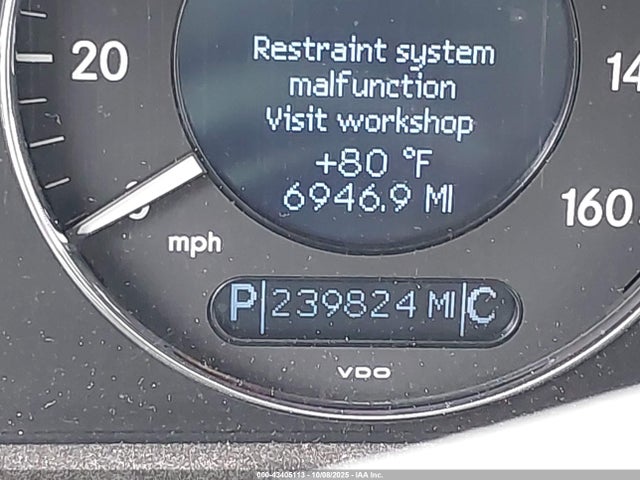 Restraint system
malfunction
Visit workshop
+80 °F
6946.9 MI
20
14
0
160
mph
P 239824 MI C
VDO
000-43405113 - 10/08/2025 - IAA Inc.